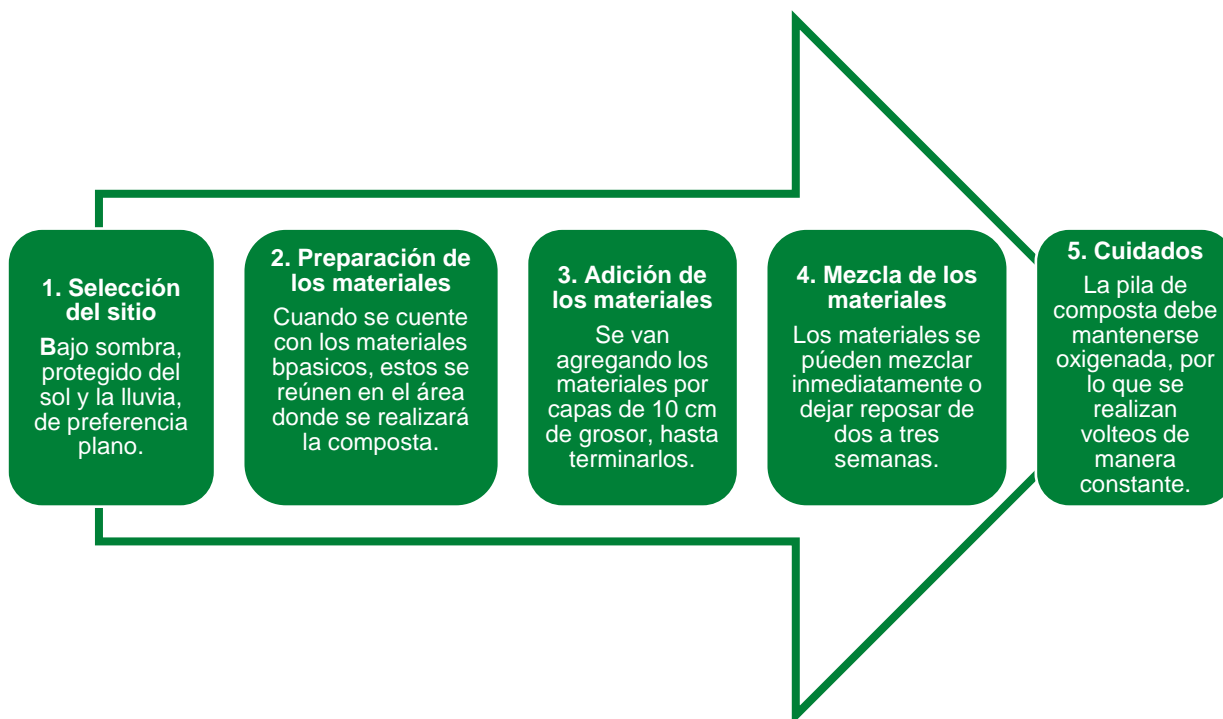 1. Selección
del sitio
Bajo sombra,
protegido del
sol y la lluvia,
de preferencia
plano.
2. Preparación de
los materiales
Cuando se cuente
con los materiales
bpasicos, estos se
reúnen en el área
donde se realizará
la composta.
3. Adición de
los materiales
Se van
agregando los
materiales por
capas de 10 cm
de grosor, hasta
terminarlos.
4. Mezcla de los
materiales
Los materiales se
púeden mezclar
inmediatamente o
dejar reposar de
dos a tres
semanas.
5. Cuidados
La pila de
composta debe
mantenerse
oxigenada, por
lo que se
realizan
volteos de
manera
constante.